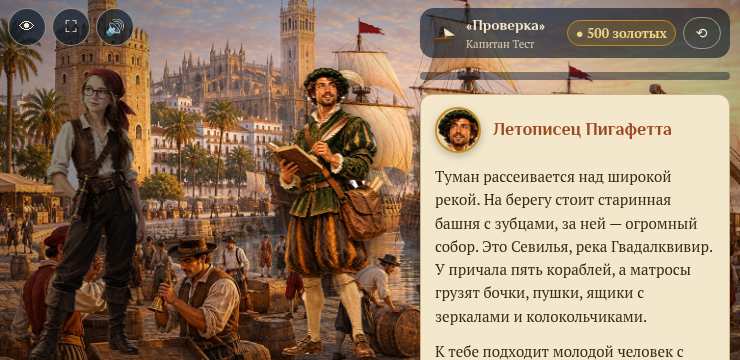 «Проверка»
Капитан Тест
500 золотых
Летописец Пигафетта
Туман рассеивается над широкой
рекой. На берегу стоит старинная
башня с зубцами, за ней — огромный
собор. Это Севилья, река Гвадалквивир.
У причала пять кораблей, а матросы
грузят бочки, пушки, ящики с
зеркалами и колокольчиками.
К тебе подходит молодой человек с